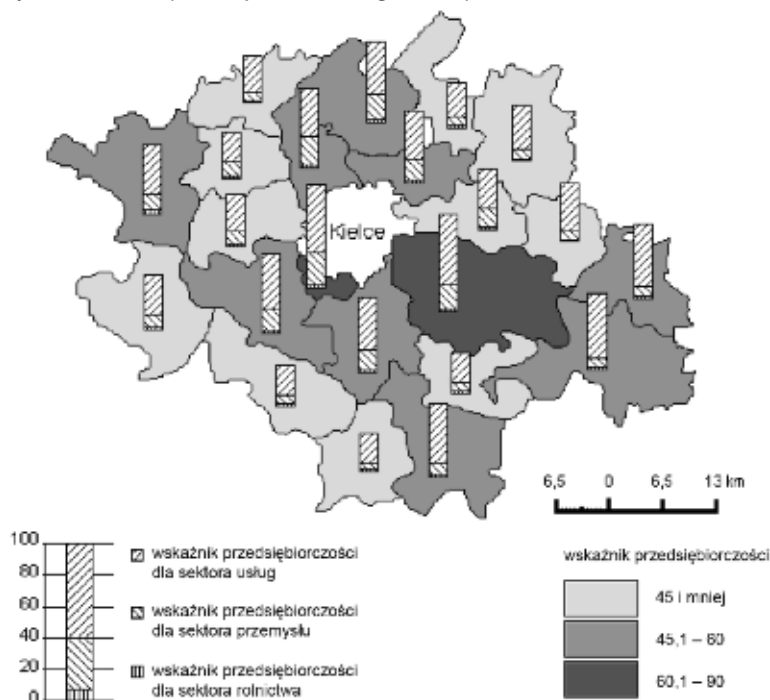 Kielce
6,5 0 6,5 13 km
100
80
60
40
20
0
wskaźnik przedsiębiorczości
dla sektora usług
wskaźnik przedsiębiorczości
dla sektora przemysłu
wskaźnik przedsiębiorczości
dla sektora rolnictwa
wskaźnik przedsiębiorczości
45 i mniej
45,1 – 60
60,1 – 90